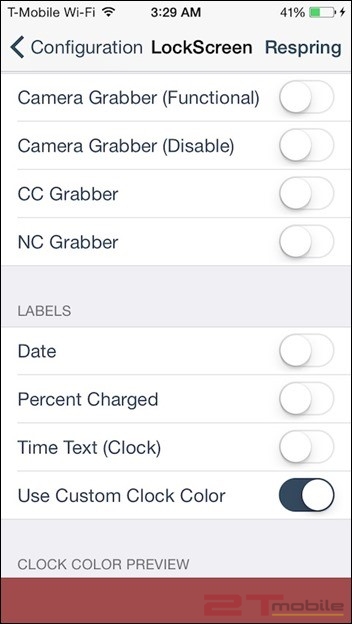 T-Mobile Wi-Fi 3:29 AM 41%
Configuration LockScreen Respring
Camera Grabber (Functional)
Camera Grabber (Disable)
CC Grabber
NC Grabber
LABELS
Date
Percent Charged
Time Text (Clock)
Use Custom Clock Color
CLOCK COLOR PREVIEW
2T mobile